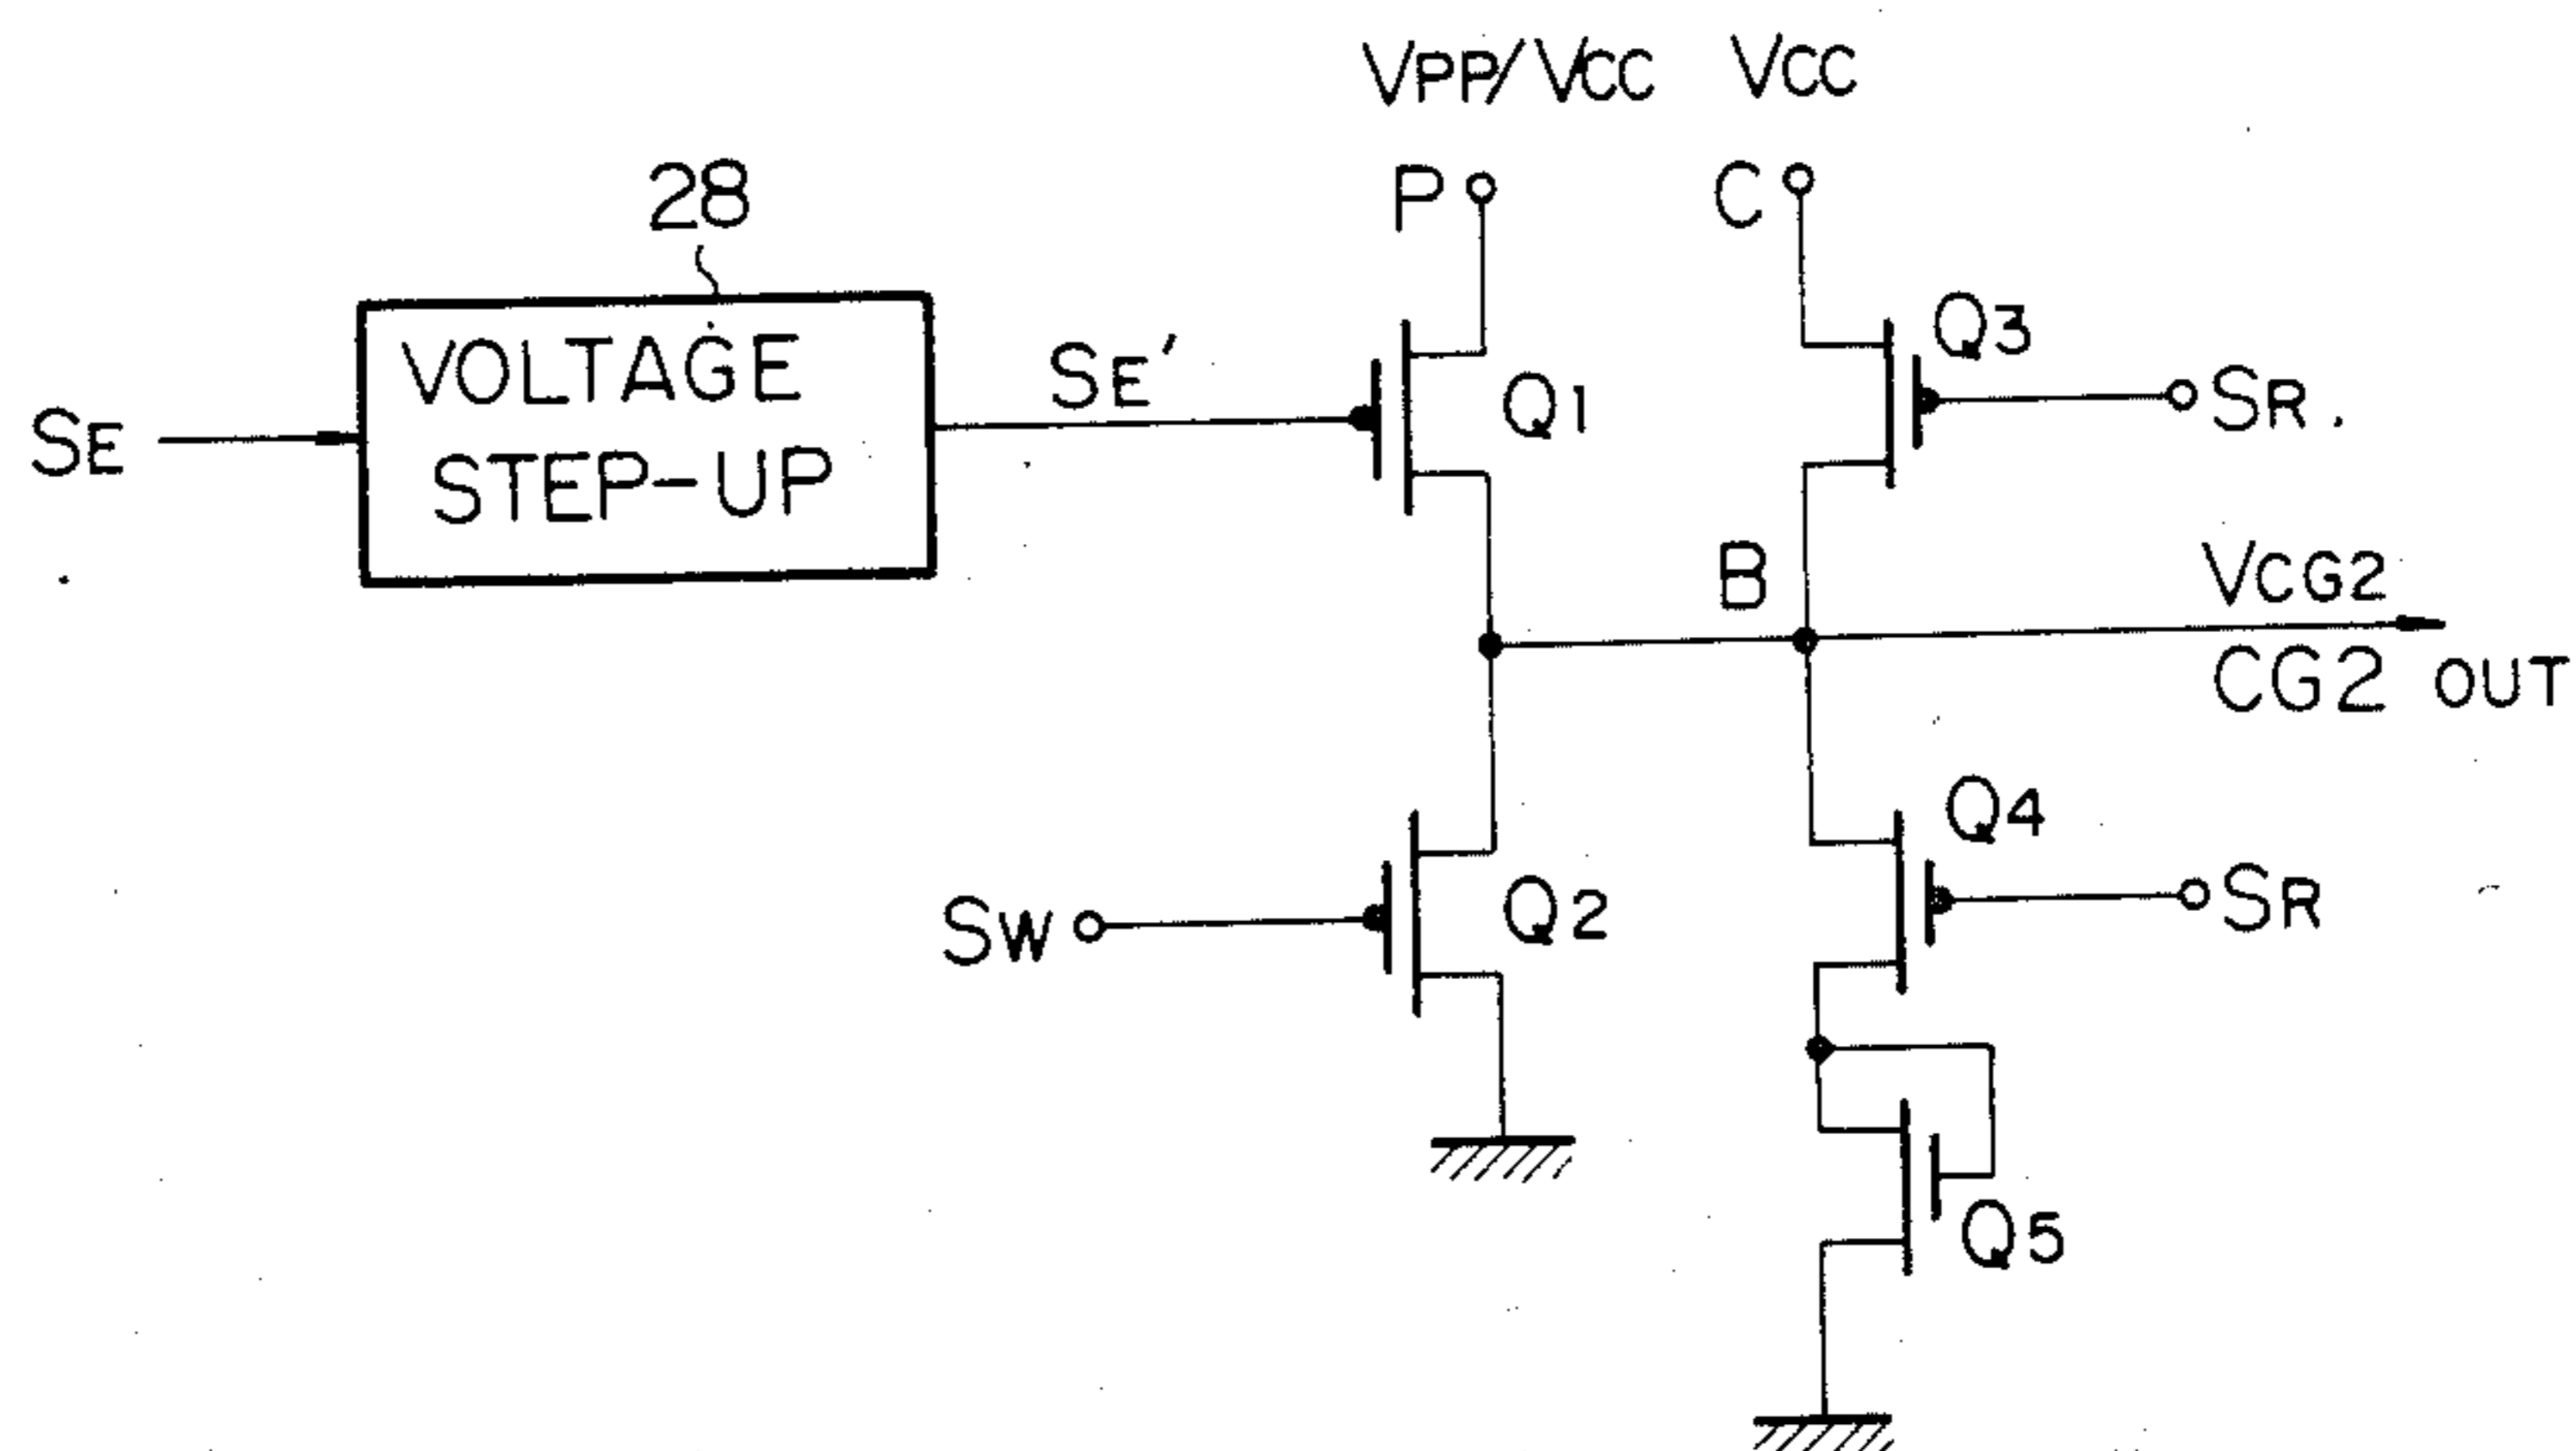 VPP/VCC
VCC
28
P
C
VOLTAGE
STEP-UP
SE
SE'
Q1
Q3
SR
B
VCG2
CG2 OUT
SW
Q2
Q4
SR
Q5